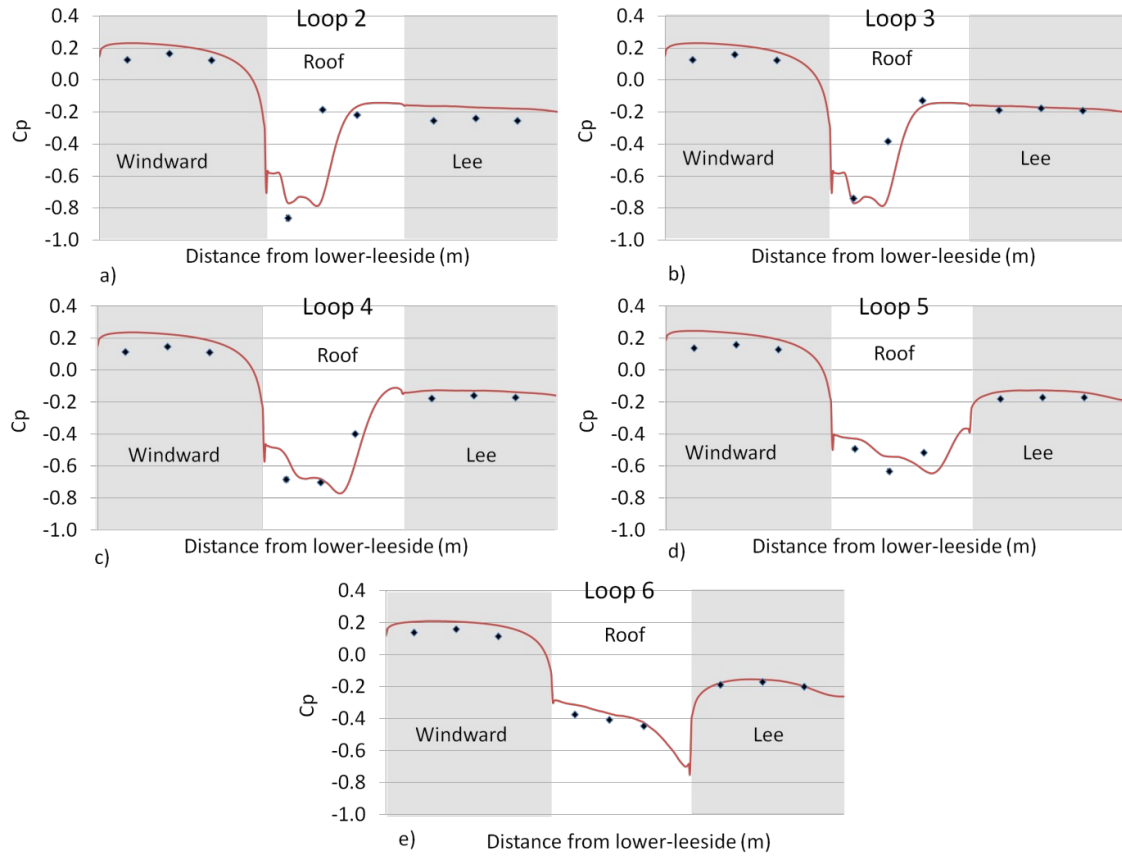 Loop 2
0.4
0.2
0.0
-0.2
-0.4
-0.6
-0.8
-1.0
Cp
Roof
Windward
Lee
Distance from lower-leeside (m)
a)
Loop 3
0.4
0.2
0.0
-0.2
-0.4
-0.6
-0.8
-1.0
Cp
Roof
Windward
Lee
Distance from lower-leeside (m)
b)
Loop 4
0.4
0.2
0.0
-0.2
-0.4
-0.6
-0.8
-1.0
Cp
Roof
Windward
Lee
Distance from lower-leeside (m)
c)
Loop 5
0.4
0.2
0.0
-0.2
-0.4
-0.6
-0.8
-1.0
Cp
Roof
Windward
Lee
Distance from lower-leeside (m)
d)
Loop 6
0.4
0.2
0.0
-0.2
-0.4
-0.6
-0.8
-1.0
Cp
Roof
Windward
Lee
Distance from lower-leeside (m)
e)